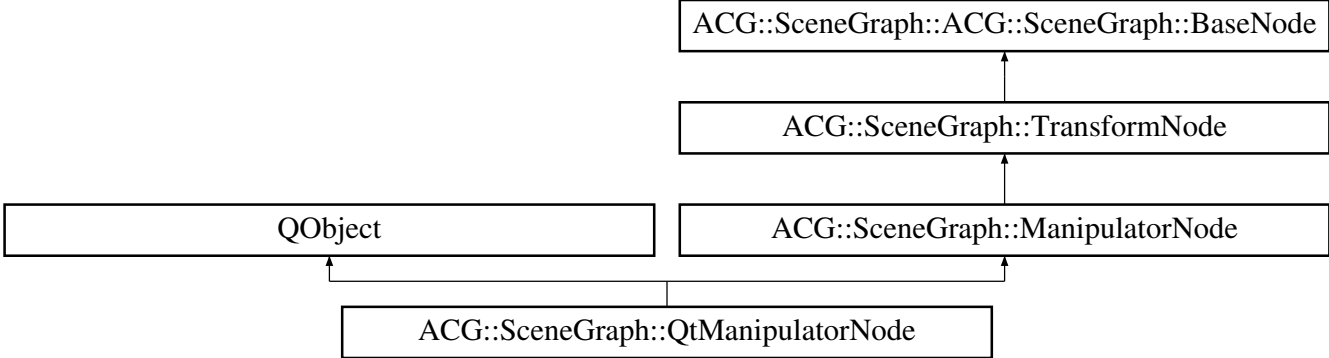 ACG::SceneGraph::ACG::SceneGraph::BaseNode
ACG::SceneGraph::TransformNode
QObject
ACG::SceneGraph::ManipulatorNode
ACG::SceneGraph::QtManipulatorNode